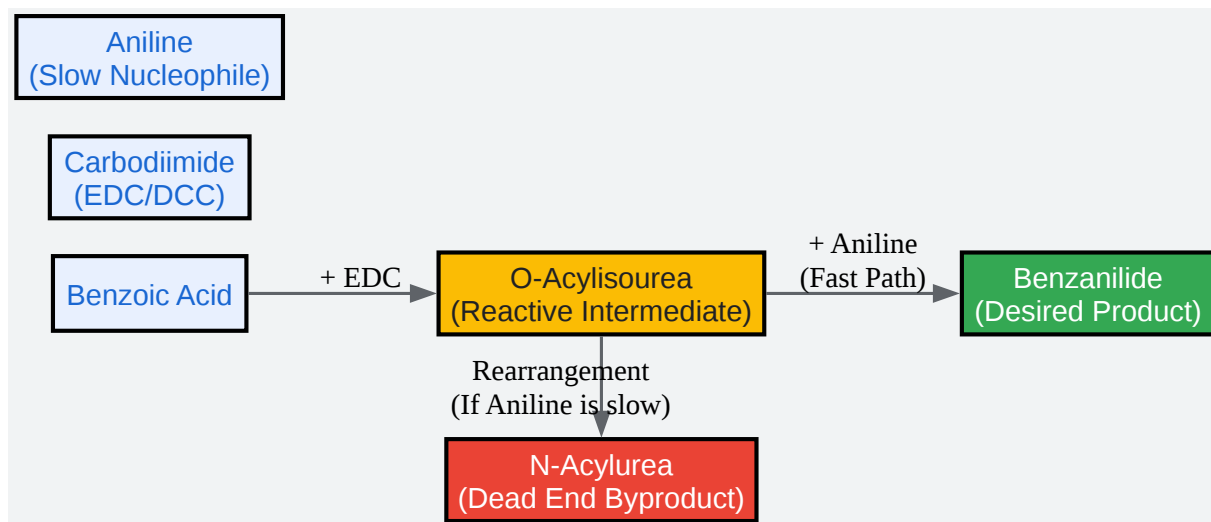 Aniline
(Slow Nucleophile)
Carbodiimide
(EDC/DCC)
Benzoic Acid
+ EDC
O-Acylisourea
(Reactive Intermediate)
+ Aniline
(Fast Path)
Benzanilide
(Desired Product)
Rearrangement
(If Aniline is slow)
N-Acylurea
(Dead End Byproduct)